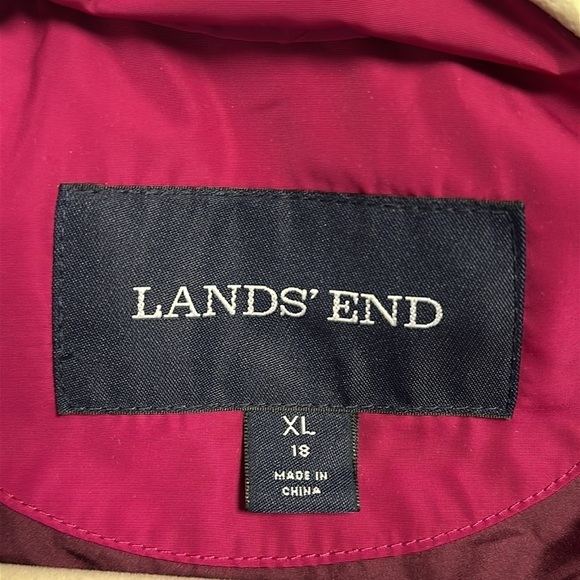 LANDS' END
XL
18
MADE IN
CHINA